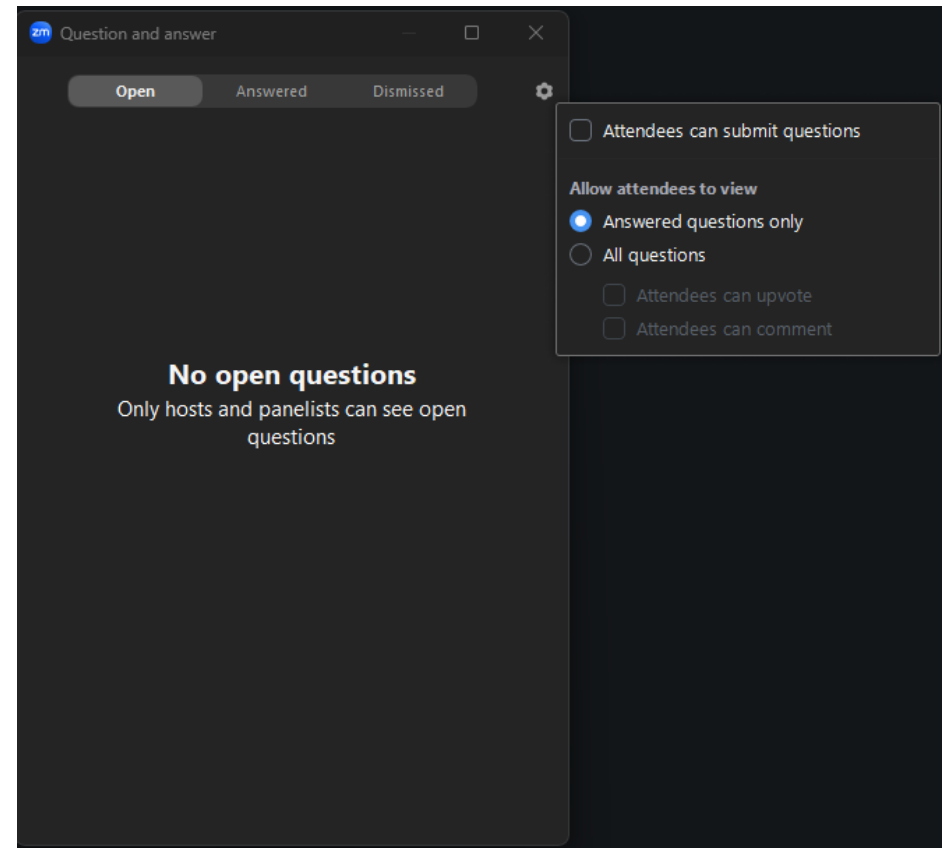 zm Question and answer
Open Answered Dismissed
Attendees can submit questions
Allow attendees to view
Answered questions only
All questions
Attendees can upvote
Attendees can comment
No open questions
Only hosts and panelists can see open
questions